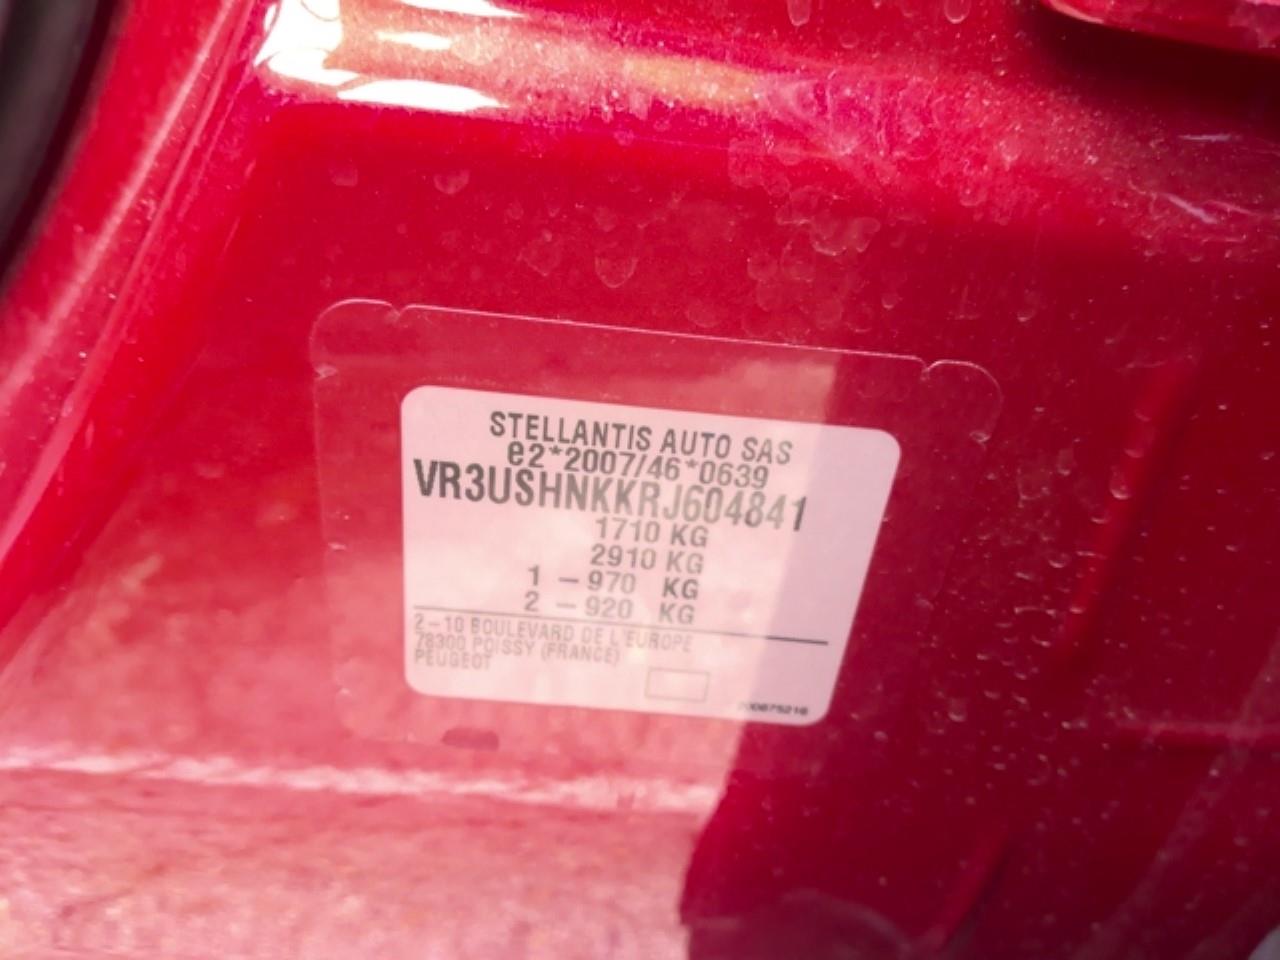 STELLANTIS AUTO SAS
e2*2007/46*0639
VR3USHNKKRJ604841
1710 KG
2910 KG
1 – 970 KG
2 – 920 KG
2 – 10 BOULEVARD DE L'EUROPE
78300 POISSY (FRANCE)
PEUGEOT